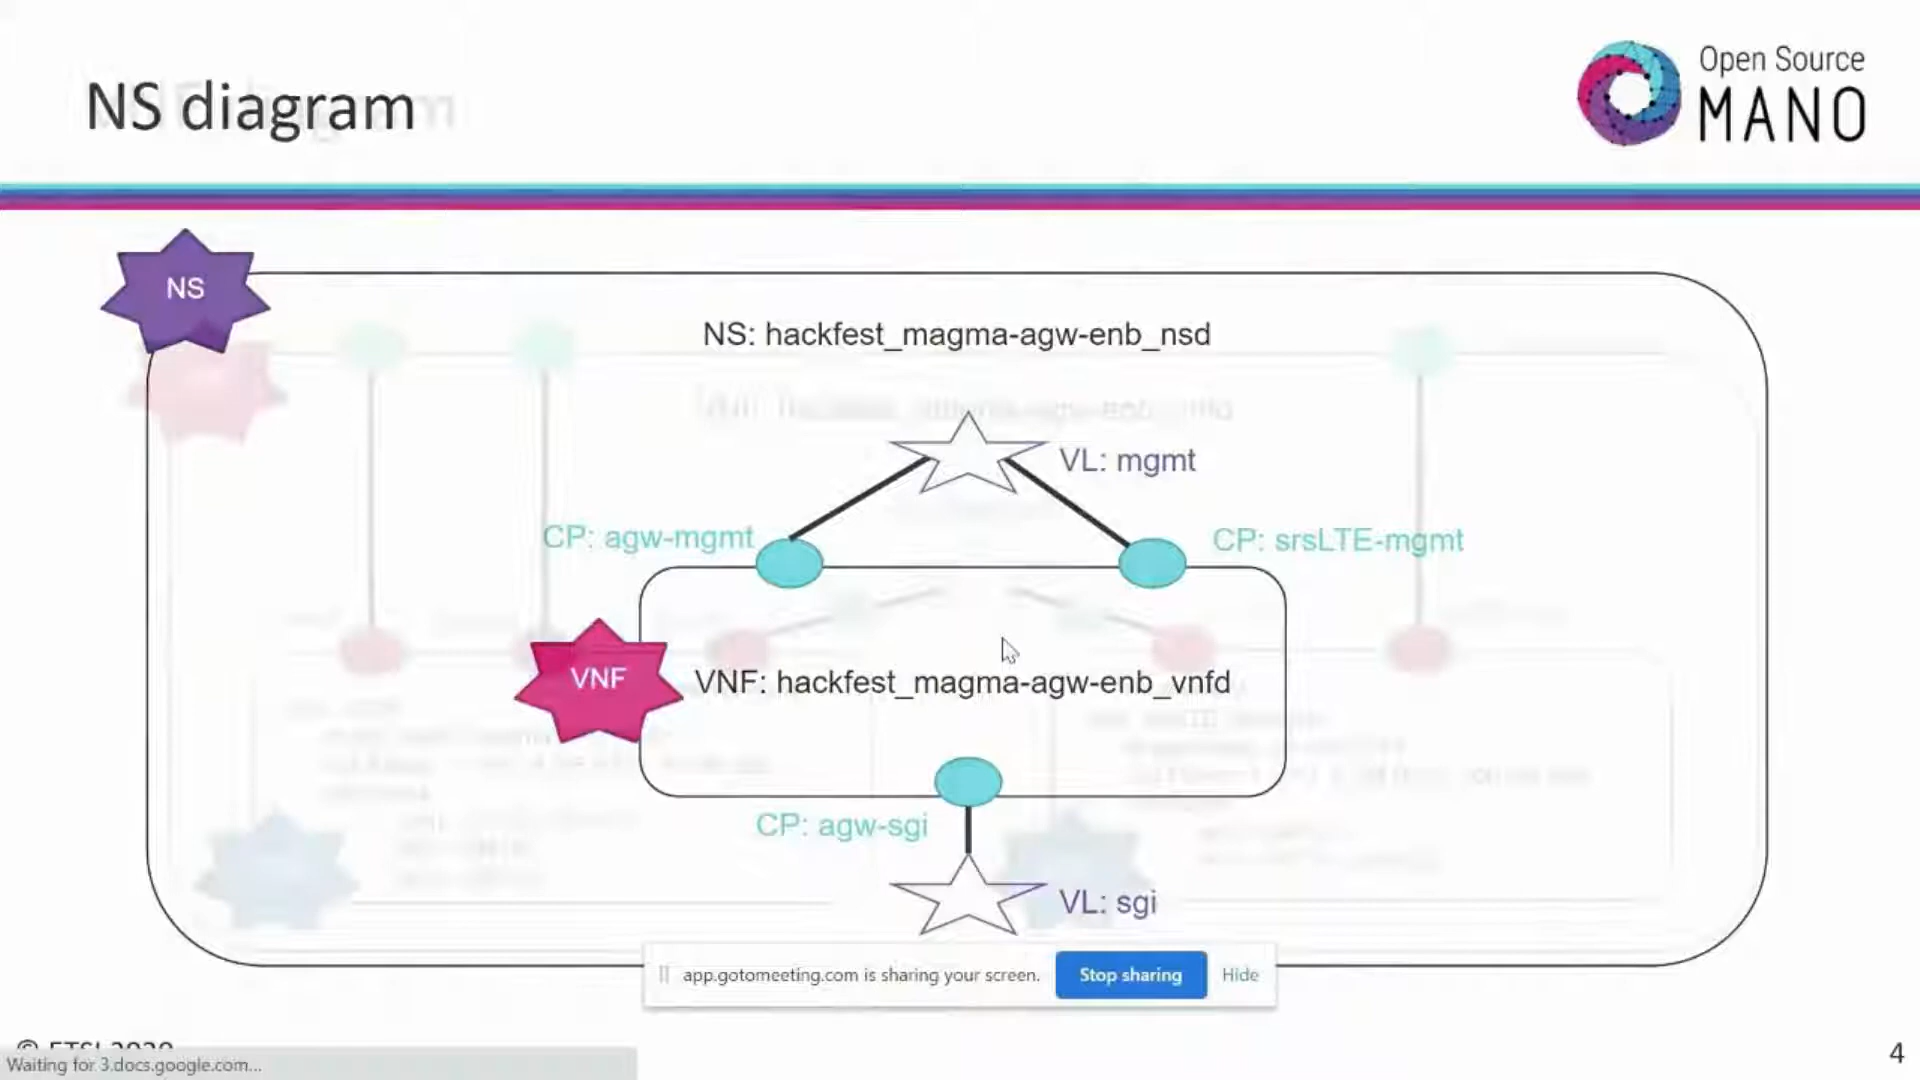 NS diagram
Open Source
MANO
NS
NS: hackfest_magma-agw-enb_nsd
VL: mgmt
CP: agw-mgmt
CP: srsLTE-mgmt
VNF
VNF: hackfest_magma-agw-enb_vnfd
CP: agw-sgi
VL: sgi
app.gotomeeting.com is sharing your screen.
Stop sharing
Hide
© ETSI 2020
Waiting for 3.docs.google.com...
4